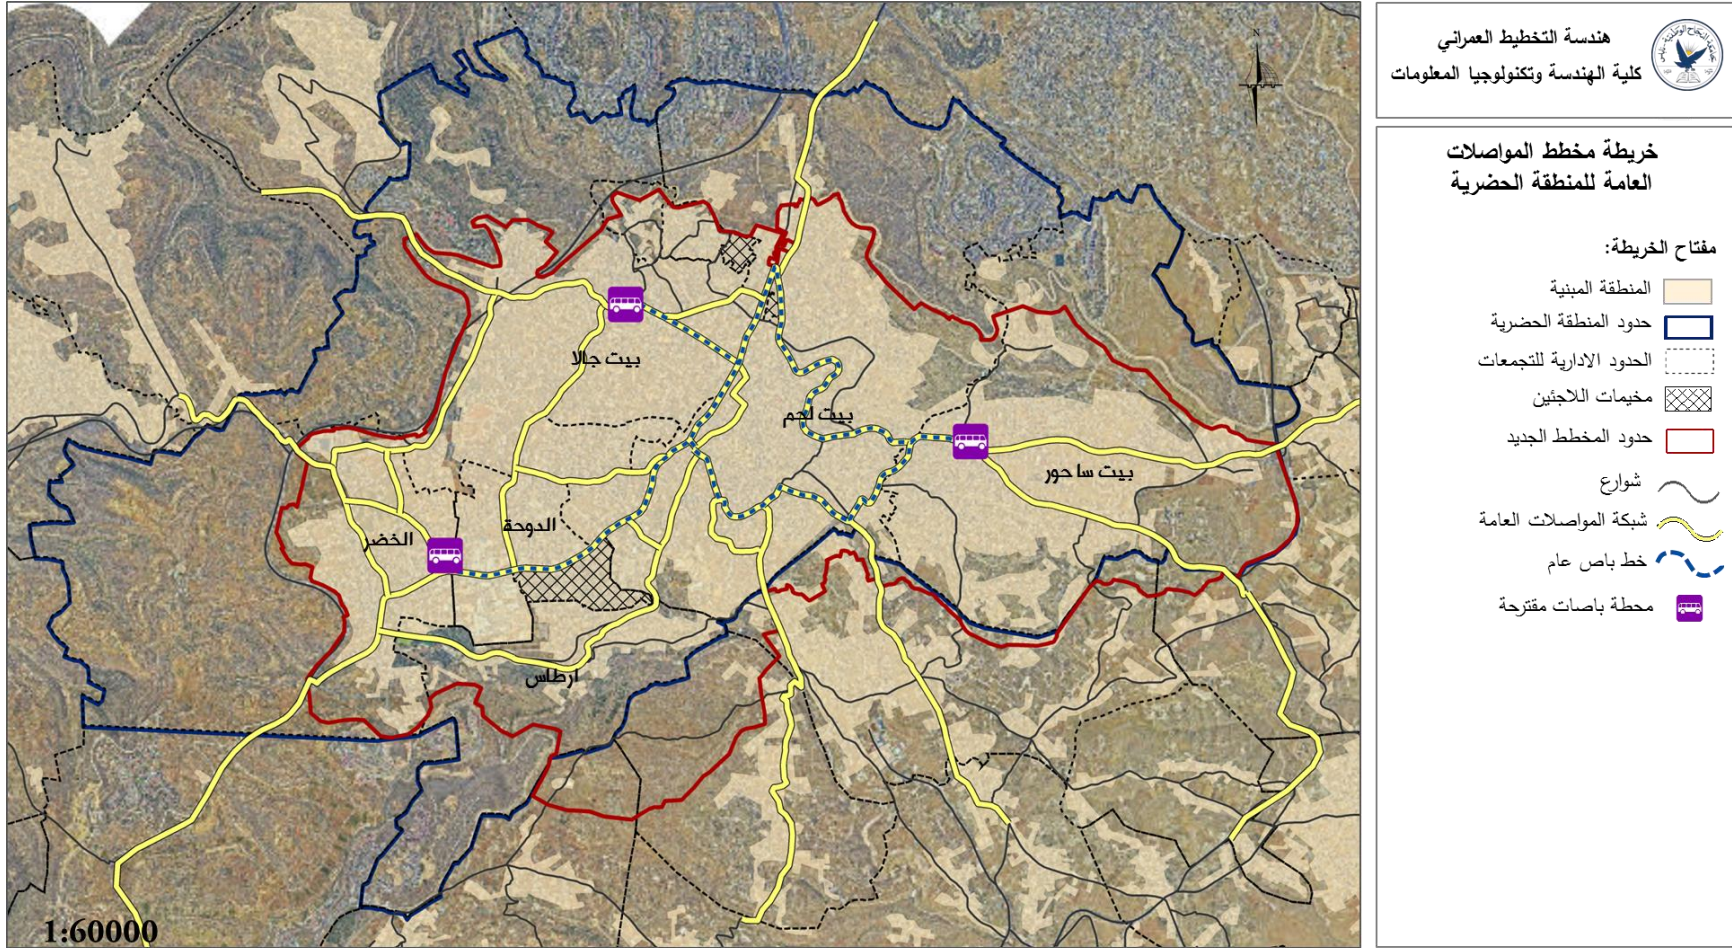 هندسة التخطيط العمراني
كلية الهندسة وتكنولوجيا المعلومات
خريطة مخطط المواصلات
العامة للمنطقة الحضرية
مفتاح الخريطة:
المنطقة المبنية
حدود المنطقة الحضرية
الحدود الادارية للتجمعات
مخيمات اللاجئين
حدود المخطط الجديد
شوارع
شبكة المواصلات العامة
خط باص عام
محطة باصات مقترحة
N
بيت جالا
بيت لحم
بيت ساحور
الدوحة
الخضر
ارطاس
1:60000